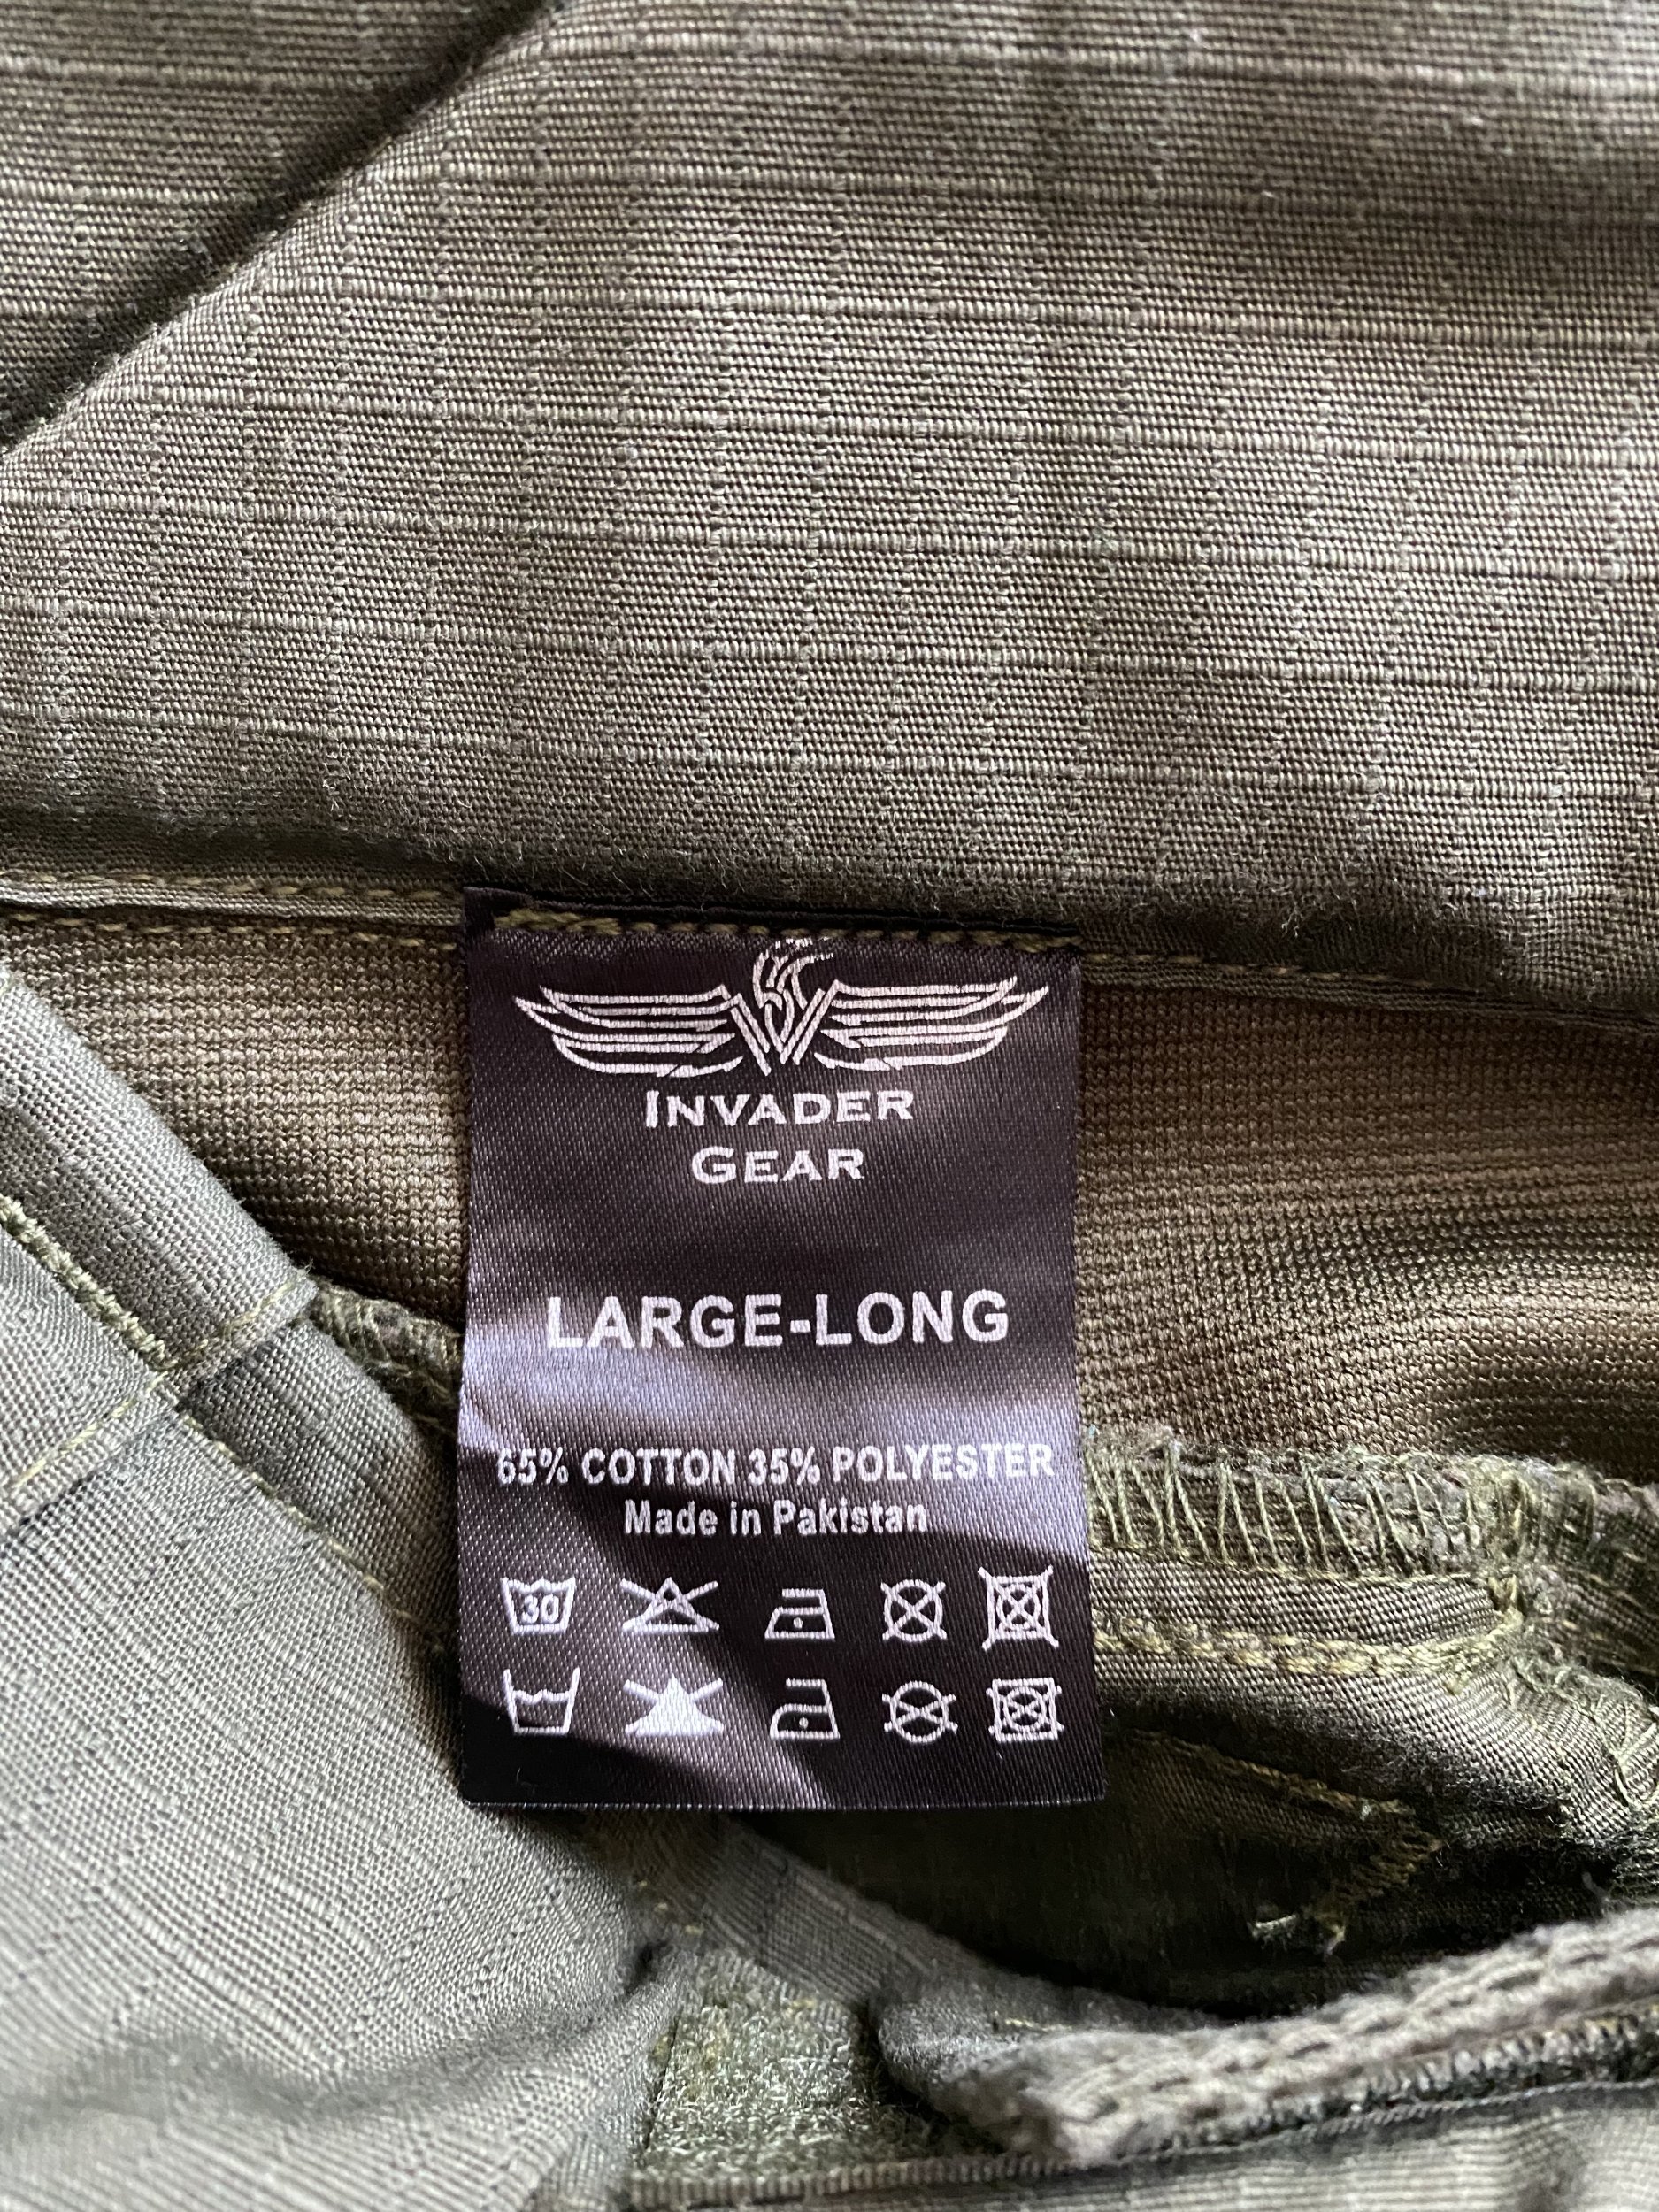 INVADER
GEAR
LARGE-LONG
65% COTTON 35% POLYESTER
Made in Pakistan
30